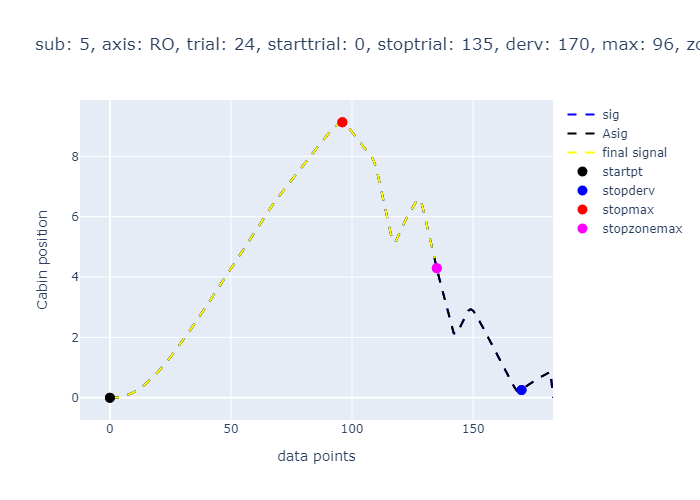 sub: 5, axis: RO, trial: 24, starttrial: 0, stoptrial: 135, derv: 170, max: 96, zo
sig
Asig
final signal
startpt
stopderv
stopmax
stopzonemax
Cabin position
8
6
4
2
0
0 50 100 150
data points